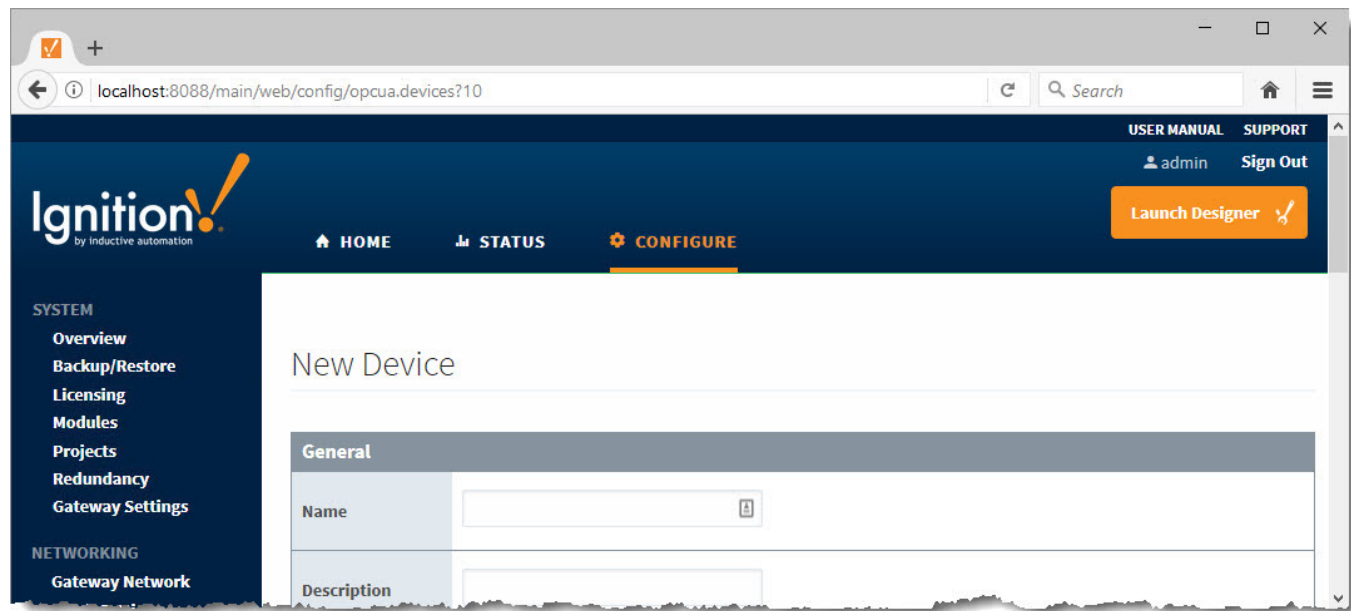 +
localhost:8088/main/web/config/opcua.devices?10
Search
USER MANUAL SUPPORT
admin Sign Out
Launch Designer
Ignition!
by inductive automation
HOME STATUS CONFIGURE
SYSTEM
Overview
Backup/Restore
Licensing
Modules
Projects
Redundancy
Gateway Settings
NETWORKING
Gateway Network
New Device
General
Name
Description